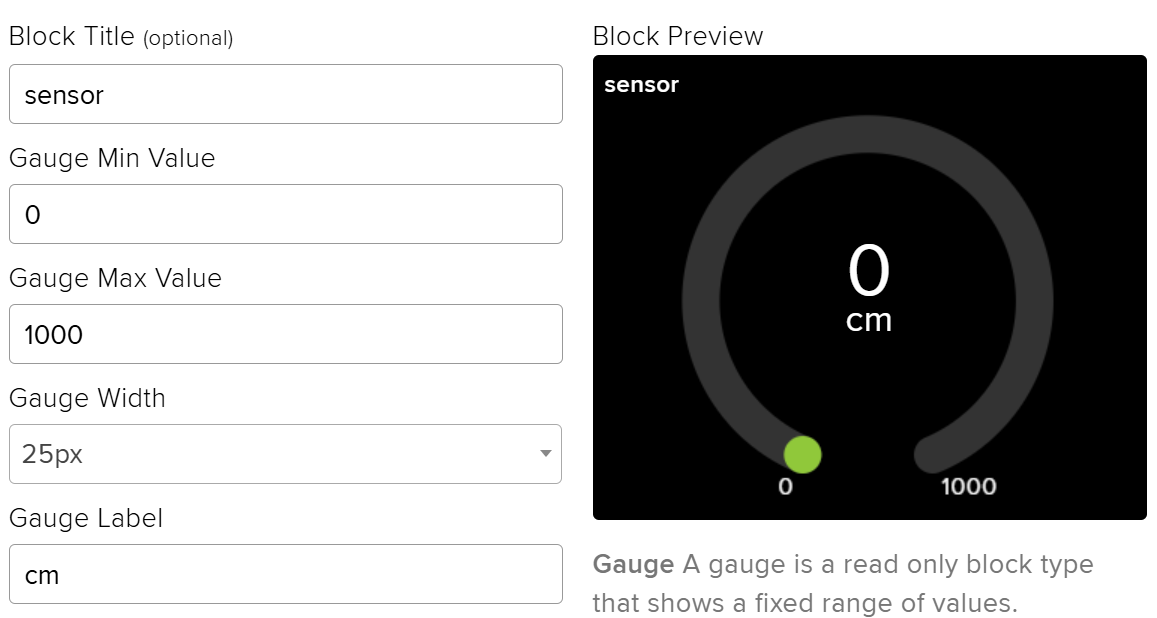 Block Title (optional)
sensor
Gauge Min Value
0
Gauge Max Value
1000
Gauge Width
25px
Gauge Label
cm
Block Preview
sensor
0
cm
0
1000
Gauge A gauge is a read only block type
that shows a fixed range of values.